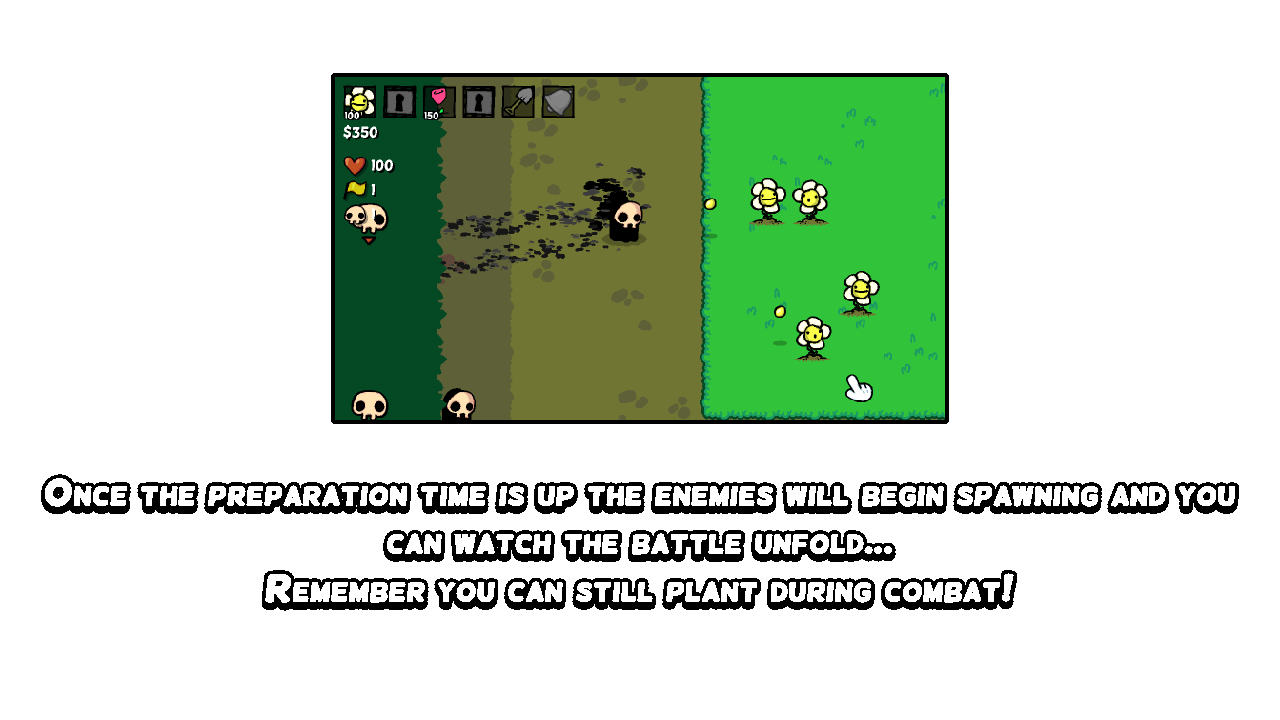 100
150
$350
100
1
1
Once the preparation time is up the enemies will begin spawning and you
can watch the battle unfold...
Remember you can still plant during combat!